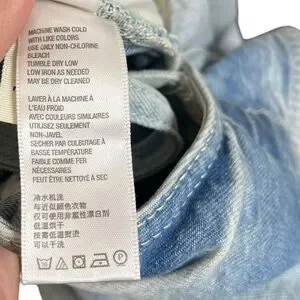 MACHINE WASH COLD
WITH LIKE COLORS
USE ONLY NON-CHLORINE
BLEACH
TUMBLE DRY LOW
LOW IRON AS NEEDED
MAY BE DRY CLEANED
LAVER À LA MACHINE À
L'EAU FROID
AVEC COULEURS SIMILAIRES
UTILISEZ SEULEMENT
NON-JAVEL
SÉCHER PAR CULBUTAGE À
BASSE TEMPÉRATURE
FAIBLE COMME FER
NÉCESSAIRES
PEUT ÊTRE NETTOYÉ À SEC
冷水机洗
与近似颜色衣物
仅可使用非氯性漂白剂
低温烘干
按需低温熨烫
可以干洗